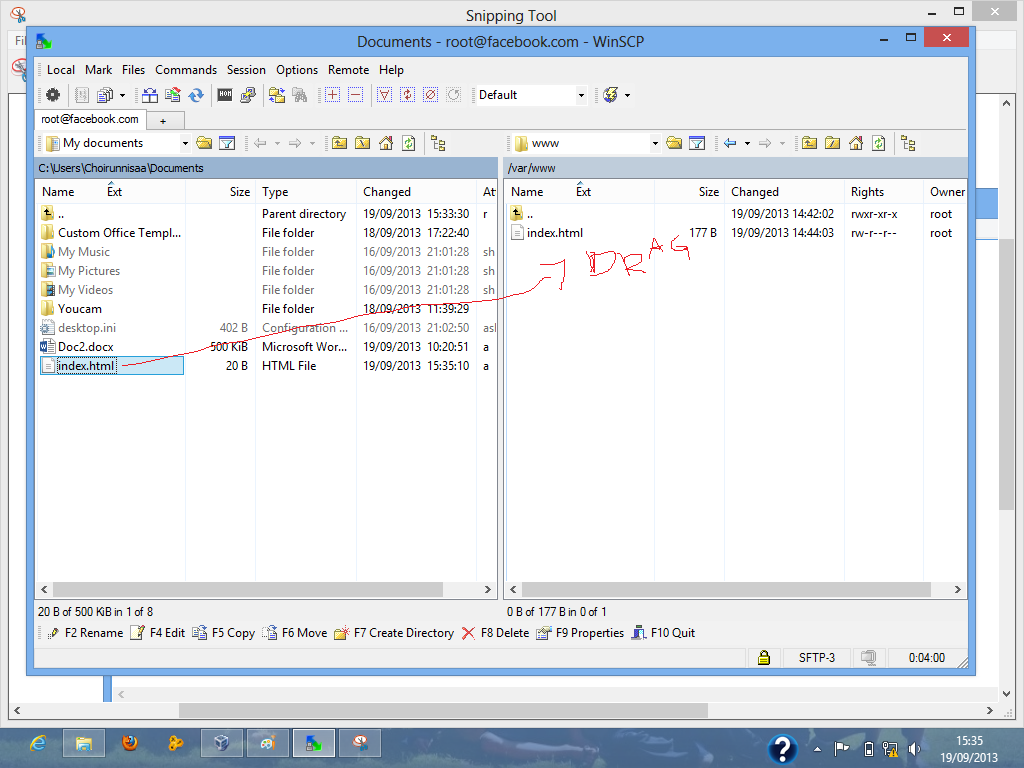 Snipping Tool
Fil
Documents - root@facebook.com - WinSCP
Local Mark Files Commands Session Options Remote Help
Default
root@facebook.com +
My documents www
C:\Users\Choirunnisaa\Documents /var/www
Name Ext Size Type Changed At Name Ext Size Changed Rights Owner
.. Parent directory 19/09/2013 15:33:30 r .. 19/09/2013 14:42:02 rwxr-xr-x root
Custom Office Templ... File folder 18/09/2013 17:22:40 index.html 177 B 19/09/2013 14:44:03 rw-r--r-- root
My Music File folder 16/09/2013 21:01:28 sh
DRAG
My Pictures File folder 16/09/2013 21:01:28 sh
My Videos File folder 16/09/2013 21:01:28 sh
Youcam File folder 18/09/2013 11:39:29
desktop.ini 402 B Configuration ... 16/09/2013 21:02:50 asl
Doc2.docx 500 KiB Microsoft Wor... 19/09/2013 10:20:51 a
index.html 20 B HTML File 19/09/2013 15:35:10 a
20 B of 500 KiB in 1 of 8 0 B of 177 B in 0 of 1
F2 Rename F4 Edit F5 Copy F6 Move F7 Create Directory F8 Delete F9 Properties F10 Quit
SFTP-3 0:04:00
15:35
19/09/2013